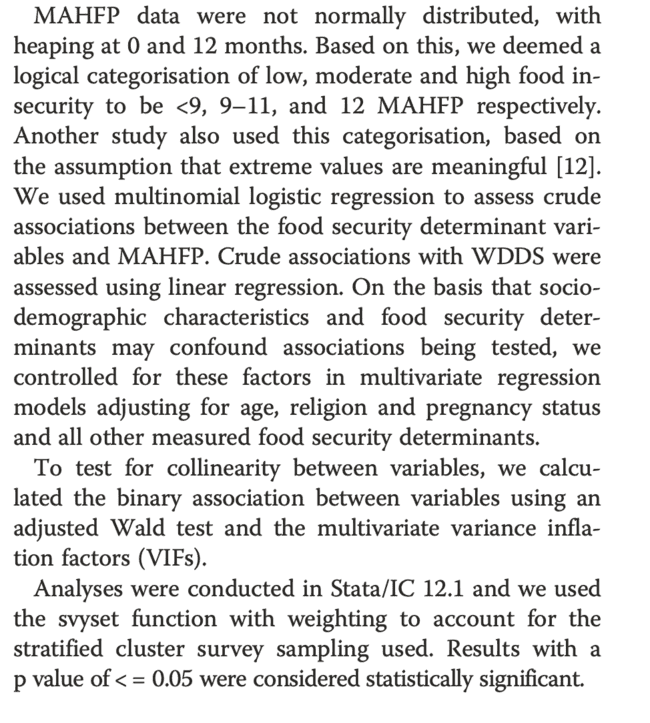 MAHFP data were not normally distributed, with
heaping at 0 and 12 months. Based on this, we deemed a
logical categorisation of low, moderate and high food in-
security to be <9, 9–11, and 12 MAHFP respectively.
Another study also used this categorisation, based on
the assumption that extreme values are meaningful [12].
We used multinomial logistic regression to assess crude
associations between the food security determinant vari-
ables and MAHFP. Crude associations with WDDS were
assessed using linear regression. On the basis that socio-
demographic characteristics and food security deter-
minants may confound associations being tested, we
controlled for these factors in multivariate regression
models adjusting for age, religion and pregnancy status
and all other measured food security determinants.
To test for collinearity between variables, we calcu-
lated the binary association between variables using an
adjusted Wald test and the multivariate variance infla-
tion factors (VIFs).
Analyses were conducted in Stata/IC 12.1 and we used
the svyset function with weighting to account for the
stratified cluster survey sampling used. Results with a
p value of < = 0.05 were considered statistically significant.